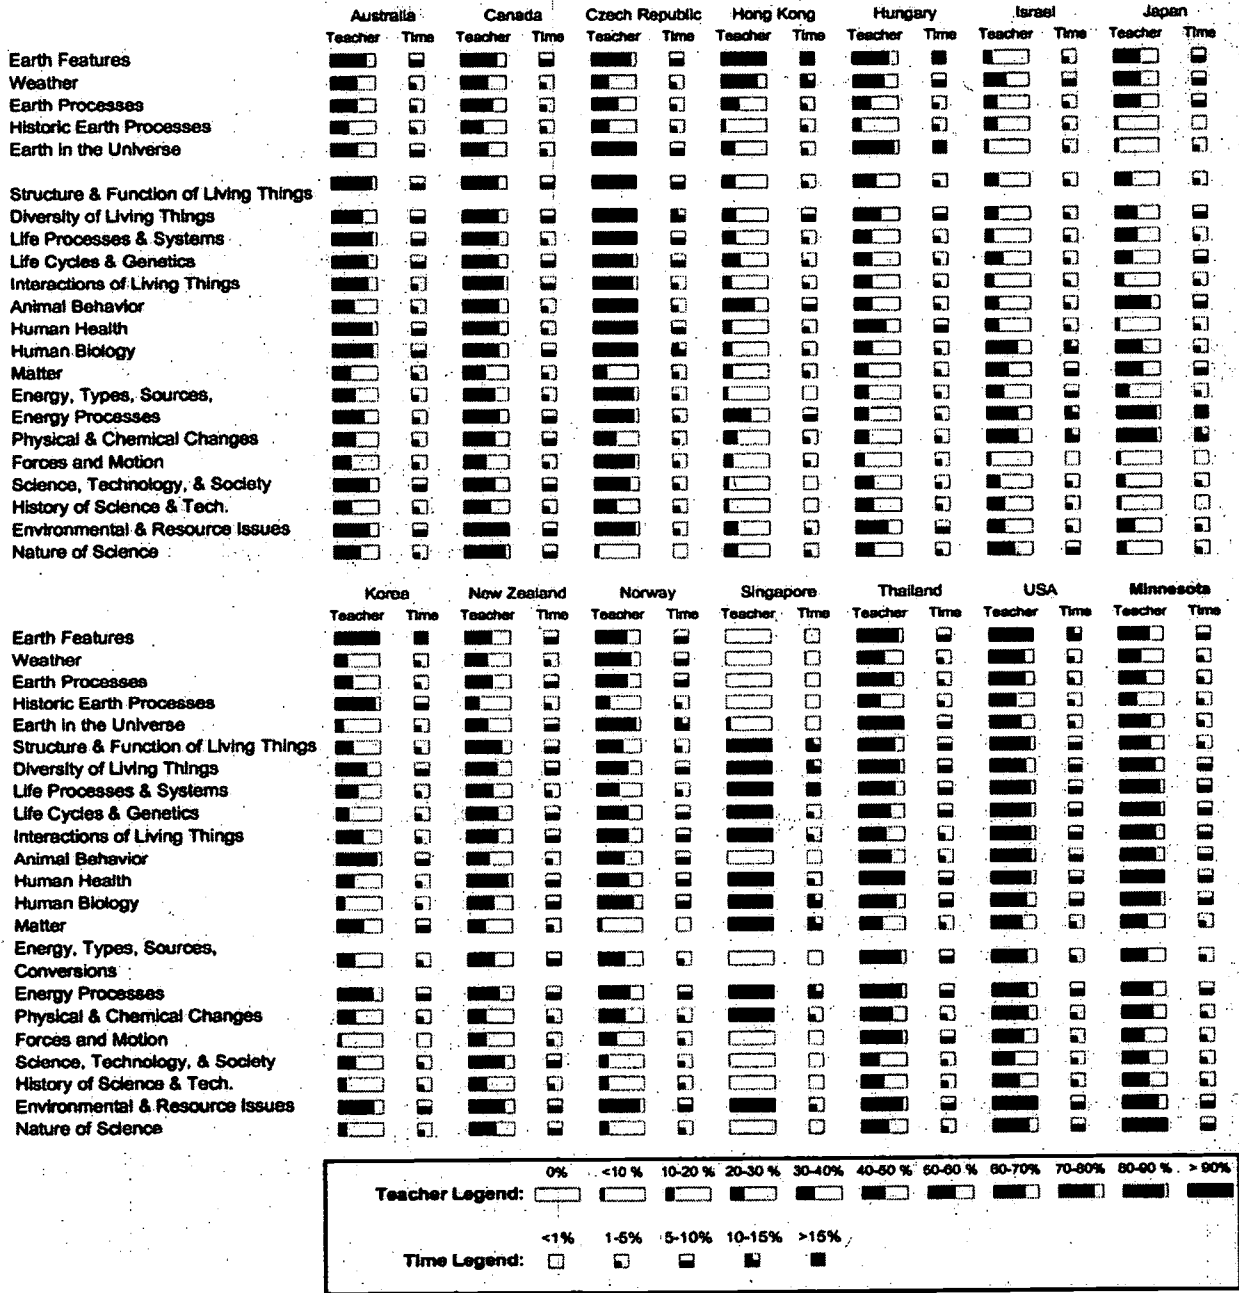 Australia Canada Czech Republic Hong Kong Hungary Israel Japan
Teacher Time Teacher Time Teacher Time Teacher Time Teacher Time Teacher Time Teacher Time
Earth Features
Weather
Earth Processes
Historic Earth Processes
Earth in the Universe
Structure & Function of Living Things
Diversity of Living Things
Life Processes & Systems
Life Cycles & Genetics
Interactions of Living Things
Animal Behavior
Human Health
Human Biology
Matter
Energy, Types, Sources,
Energy Processes
Physical & Chemical Changes
Forces and Motion
Science, Technology, & Society
History of Science & Tech.
Environmental & Resource Issues
Nature of Science
Korea New Zealand Norway Singapore Thailand USA Minnesota
Teacher Time Teacher Time Teacher Time Teacher Time Teacher Time Teacher Time Teacher Time
Earth Features
Weather
Earth Processes
Historic Earth Processes
Earth in the Universe
Structure & Function of Living Things
Diversity of Living Things
Life Processes & Systems
Life Cycles & Genetics
Interactions of Living Things
Animal Behavior
Human Health
Human Biology
Matter
Energy, Types, Sources,
Conversions
Energy Processes
Physical & Chemical Changes
Forces and Motion
Science, Technology, & Society
History of Science & Tech.
Environmental & Resource Issues
Nature of Science
0% <10 % 10-20 % 20-30 % 30-40% 40-50 % 50-60 % 60-70% 70-80% 80-90 % > 90%
Teacher Legend:
<1% 1-5% 5-10% 10-15% >15%
Time Legend: